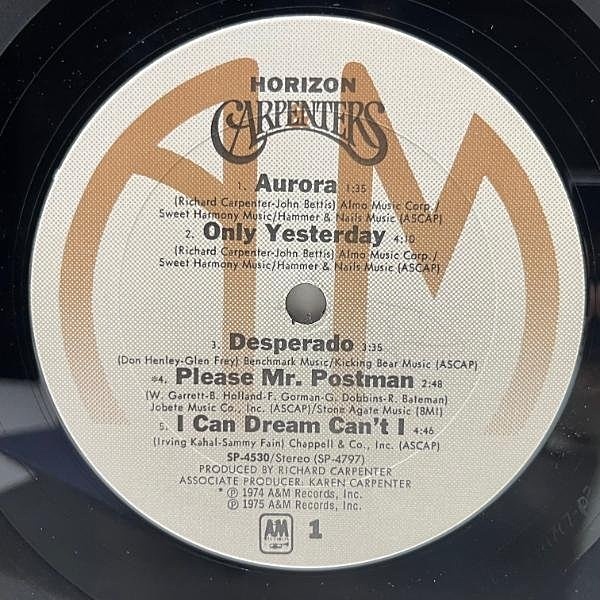 HORIZON
CARPENTERS
1. Aurora 1:35
(Richard Carpenter-John Bettis) Almo Music Corp./
Sweet Harmony Music/Hammer & Nails Music (ASCAP)
2. Only Yesterday 4:10
(Richard Carpenter-John Bettis) Almo Music Corp./
Sweet Harmony Music/Hammer & Nails Music (ASCAP)
3. Desperado 3:35
(Don Henley-Glen Frey) Benchmark Music/Kicking Bear Music (ASCAP)
*4. Please Mr. Postman 2:48
(W. Garrett-B. Holland-F. Gorman-G. Dobbins-R. Bateman)
Jobete Music Co., Inc. (ASCAP)/Stone Agate Music (BMI)
5. I Can Dream Can't I 4:46
(Irving Kahal-Sammy Fain) Chappell & Co., Inc. (ASCAP)
SP-4530/Stereo (SP-4797)
PRODUCED BY RICHARD CARPENTER
ASSOCIATE PRODUCER: KAREN CARPENTER
* ℗ 1974 A&M Records, Inc.
℗ 1975 A&M Records, Inc.
A&M 1